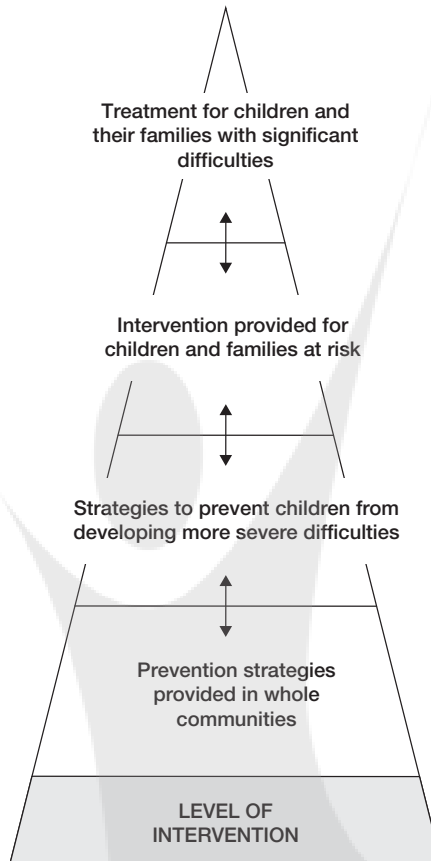 Treatment for children and
their families with significant
difficulties
Intervention provided for
children and families at risk
Strategies to prevent children from
developing more severe difficulties
Prevention strategies
provided in whole
communities
LEVEL OF
INTERVENTION